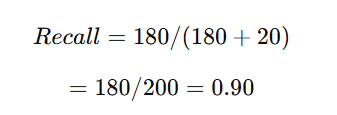 Recall = 180/(180 + 20)
= 180/200 = 0.90